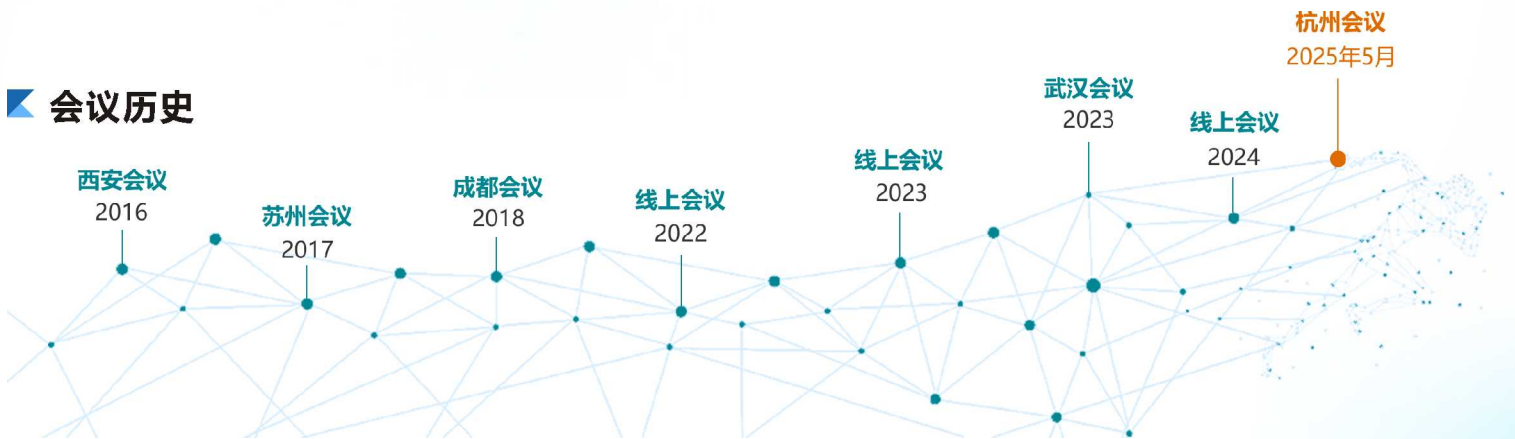 会议历史
西安会议
2016
苏州会议
2017
成都会议
2018
线上会议
2022
线上会议
2023
武汉会议
2023
线上会议
2024
杭州会议
2025年5月